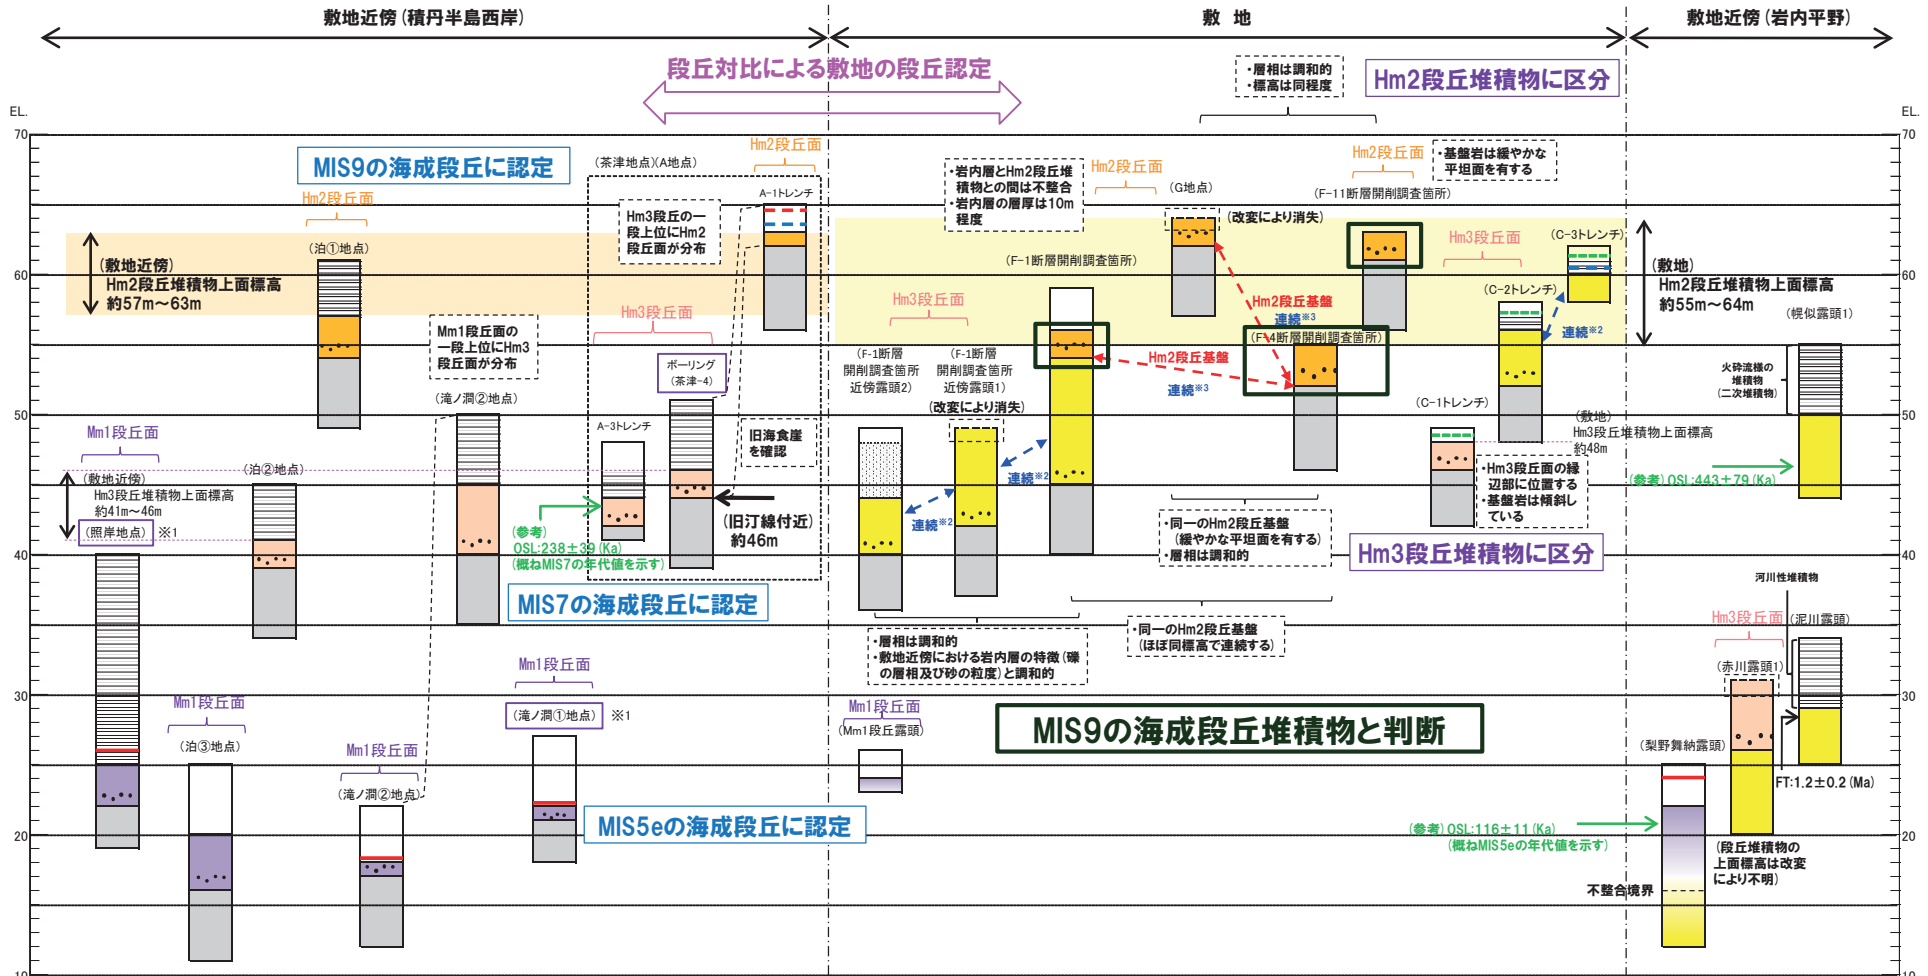 敷地近傍(積丹半島西岸)
敷 地
敷地近傍(岩内平野)
段丘対比による敷地の段丘認定
・層相は調和的
・標高は同程度
Hm2段丘堆積物に区分
EL.
EL.
70
70
60
60
50
50
40
40
30
30
20
20
10
10
MIS9の海成段丘に認定
Hm2段丘面
(泊①地点)
(敷地近傍)
Hm2段丘堆積物上面標高
約57m~63m
(茶津地点)(A地点)
Hm2段丘面
A-1トレンチ
Hm3段丘の一
段上位にHm2
段丘面が分布
Hm3段丘面
ボーリング
(茶津-4)
A-3トレンチ
旧海食崖
を確認
(旧汀線付近)
約46m
Mm1段丘面の
一段上位にHm3
段丘面が分布
(滝ノ澗②地点)
Mm1段丘面
(敷地近傍)
Hm3段丘堆積物上面標高
約41m~46m
(照岸地点) ※1
(泊②地点)
(参考)
OSL:238±39(Ka)
(概ねMIS7の年代値を示す)
MIS7の海成段丘に認定
Mm1段丘面
(泊③地点)
Mm1段丘面
(滝ノ澗②地点)
Mm1段丘面
(滝ノ澗①地点) ※1
MIS5eの海成段丘に認定
・岩内層とHm2段丘堆
積物との間は不整合
・岩内層の層厚は10m
程度
Hm2段丘面
(G地点)
(改変により消失)
Hm2段丘面
(F-11断層開削調査箇所)
・基盤岩は緩やかな
平坦面を有する
(F-1断層開削調査箇所)
Hm3段丘面
(F-1断層
開削調査箇所
近傍露頭2)
(F-1断層
開削調査箇所
近傍露頭1)
(改変により消失)
連続※2
連続※2
Hm2段丘基盤
連続※3
Hm2段丘基盤
連続※3
(F-4断層開削調査箇所)
Hm3段丘面
(C-3トレンチ)
(C-2トレンチ)
連続※2
(C-1トレンチ)
(敷地)
Hm2段丘堆積物上面標高
約55m~64m
(敷地)
Hm3段丘堆積物上面標高
約48m
・Hm3段丘面の縁
辺部に位置する
・基盤岩は傾斜し
ている
・同一のHm2段丘基盤
(緩やかな平坦面を有する)
・層相は調和的
Hm3段丘堆積物に区分
・層相は調和的
・敷地近傍における岩内層の特徴(礫
の層相及び砂の粒度)と調和的
・同一のHm2段丘基盤
(ほぼ同標高で連続する)
Mm1段丘面
(Mm1段丘露頭)
MIS9の海成段丘堆積物と判断
(幌似露頭1)
火砕流様の
堆積物
(二次堆積物)
(参考)OSL:443±79(Ka)
河川性堆積物
Hm3段丘面
(泥川露頭)
(赤川露頭1)
(梨野舞納露頭)
FT:1.2±0.2(Ma)
(参考)OSL:116±11(Ka)
(概ねMIS5eの年代値を示す)
(段丘堆積物の
上面標高は改変
により不明)
不整合境界